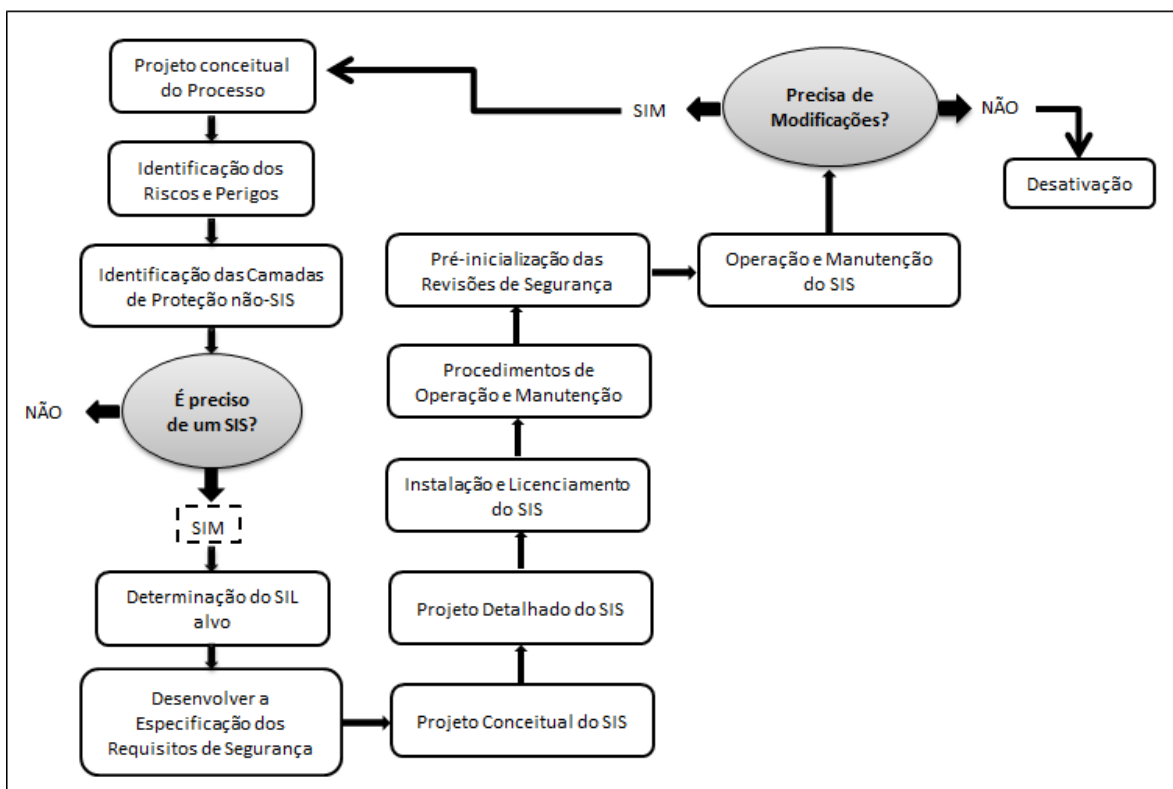 Projeto conceitual
do Processo
Identificação dos
Riscos e Perigos
Identificação das Camadas
de Proteção não-SIS
É preciso
de um SIS?
NÃO
SIM
Determinação do SIL
alvo
Desenvolver a
Especificação dos
Requisitos de Segurança
Projeto Conceitual do SIS
Projeto Detalhado do SIS
Instalação e Licenciamento
do SIS
Procedimentos de
Operação e Manutenção
Pré-inicialização das
Revisões de Segurança
Operação e Manutenção
do SIS
Precisa de
Modificações?
SIM
NÃO
Desativação